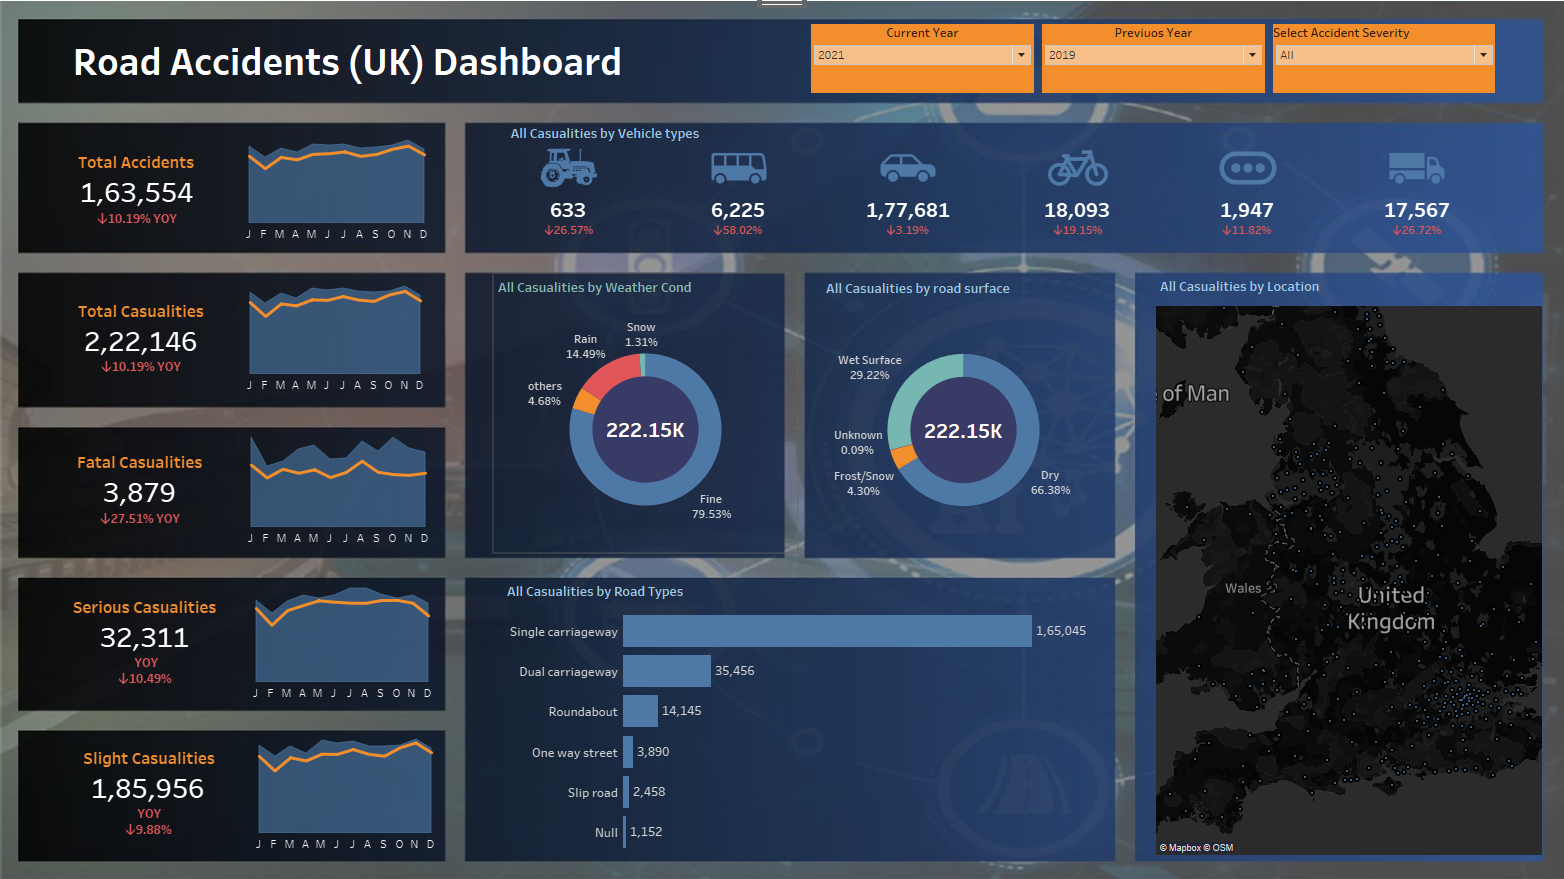 Road Accidents (UK) Dashboard
Current Year
2021
Previuos Year
2019
Select Accident Severity
All
Total Accidents
1,63,554
↓10.19% YOY
J F M A M J J A S O N D
All Casualities by Vehicle types
633
↓26.57%
6,225
↓58.02%
1,77,681
↓3.19%
18,093
↓19.15%
1,947
↓11.82%
17,567
↓26.72%
Total Casualities
2,22,146
↓10.19% YOY
J F M A M J J A S O N D
Fatal Casualities
3,879
↓27.51% YOY
J F M A M J J A S O N D
Serious Casualities
32,311
YOY
↓10.49%
J F M A M J J A S O N D
Slight Casualities
1,85,956
YOY
↓9.88%
J F M A M J J A S O N D
All Casualities by Weather Cond
Snow
1.31%
Rain
14.49%
others
4.68%
222.15K
Fine
79.53%
All Casualities by road surface
Wet Surface
29.22%
Unknown
0.09%
Frost/Snow
4.30%
222.15K
Dry
66.38%
All Casualities by Road Types
Single carriageway 1,65,045
Dual carriageway 35,456
Roundabout 14,145
One way street 3,890
Slip road 2,458
Null 1,152
All Casualities by Location
of Man
Wales
United
Kingdom
© Mapbox © OSM